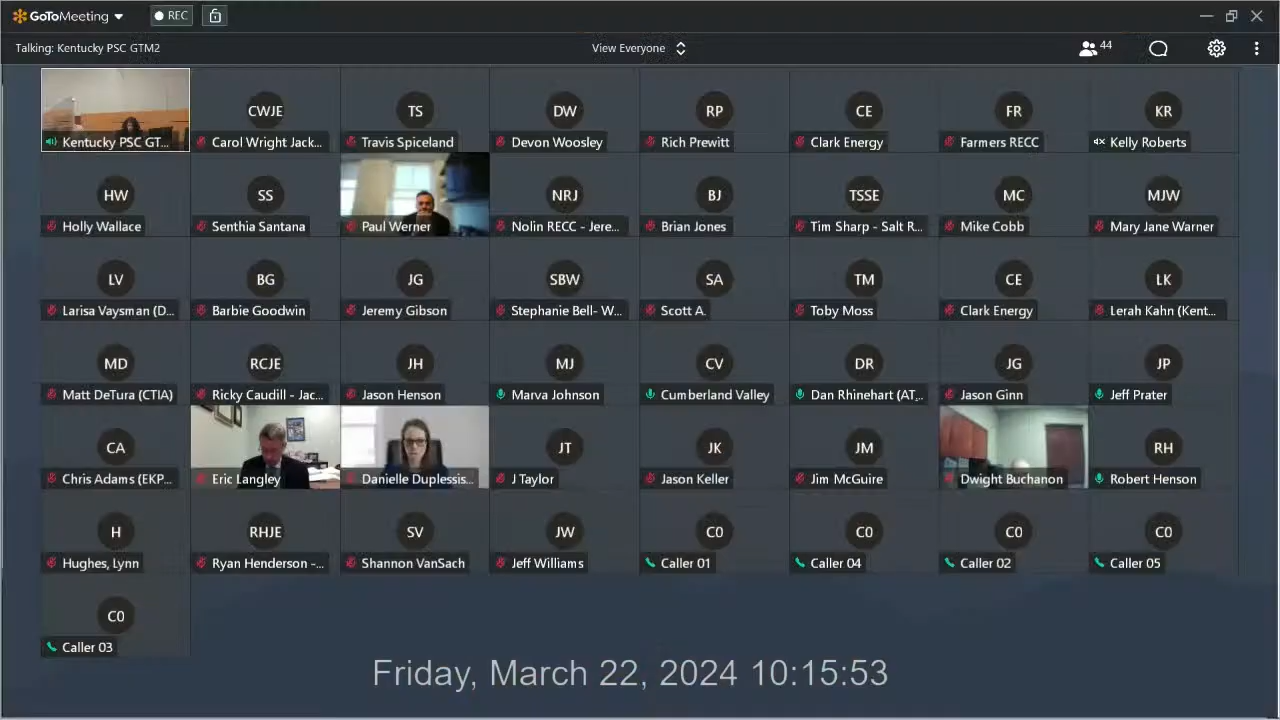 GoToMeeting
REC
Talking: Kentucky PSC GTM2
View Everyone
44
Kentucky PSC GT...
CWJE
Carol Wright Jack...
TS
Travis Spiceland
DW
Devon Woosley
RP
Rich Prewitt
CE
Clark Energy
FR
Farmers RECC
KR
Kelly Roberts
HW
Holly Wallace
SS
Senthia Santana
Paul Werner
NRJ
Nolin RECC - Jere...
BJ
Brian Jones
TSSE
Tim Sharp - Salt R...
MC
Mike Cobb
MJW
Mary Jane Warner
LV
Larisa Vaysman (D...
BG
Barbie Goodwin
JG
Jeremy Gibson
SBW
Stephanie Bell- W...
SA
Scott A.
TM
Toby Moss
CE
Clark Energy
LK
Lerah Kahn (Kent...
MD
Matt DeTura (CTIA)
RCJE
Ricky Caudill - Jac...
JH
Jason Henson
MJ
Marva Johnson
CV
Cumberland Valley
DR
Dan Rhinehart (AT,...
JG
Jason Ginn
JP
Jeff Prater
CA
Chris Adams (EKP...
Eric Langley
Danielle Duplessis...
JT
J Taylor
JK
Jason Keller
JM
Jim McGuire
Dwight Buchanon
RH
Robert Henson
H
Hughes, Lynn
RHJE
Ryan Henderson -...
SV
Shannon VanSach
JW
Jeff Williams
C0
Caller 01
C0
Caller 04
C0
Caller 02
C0
Caller 05
C0
Caller 03
Friday, March 22, 2024 10:15:53